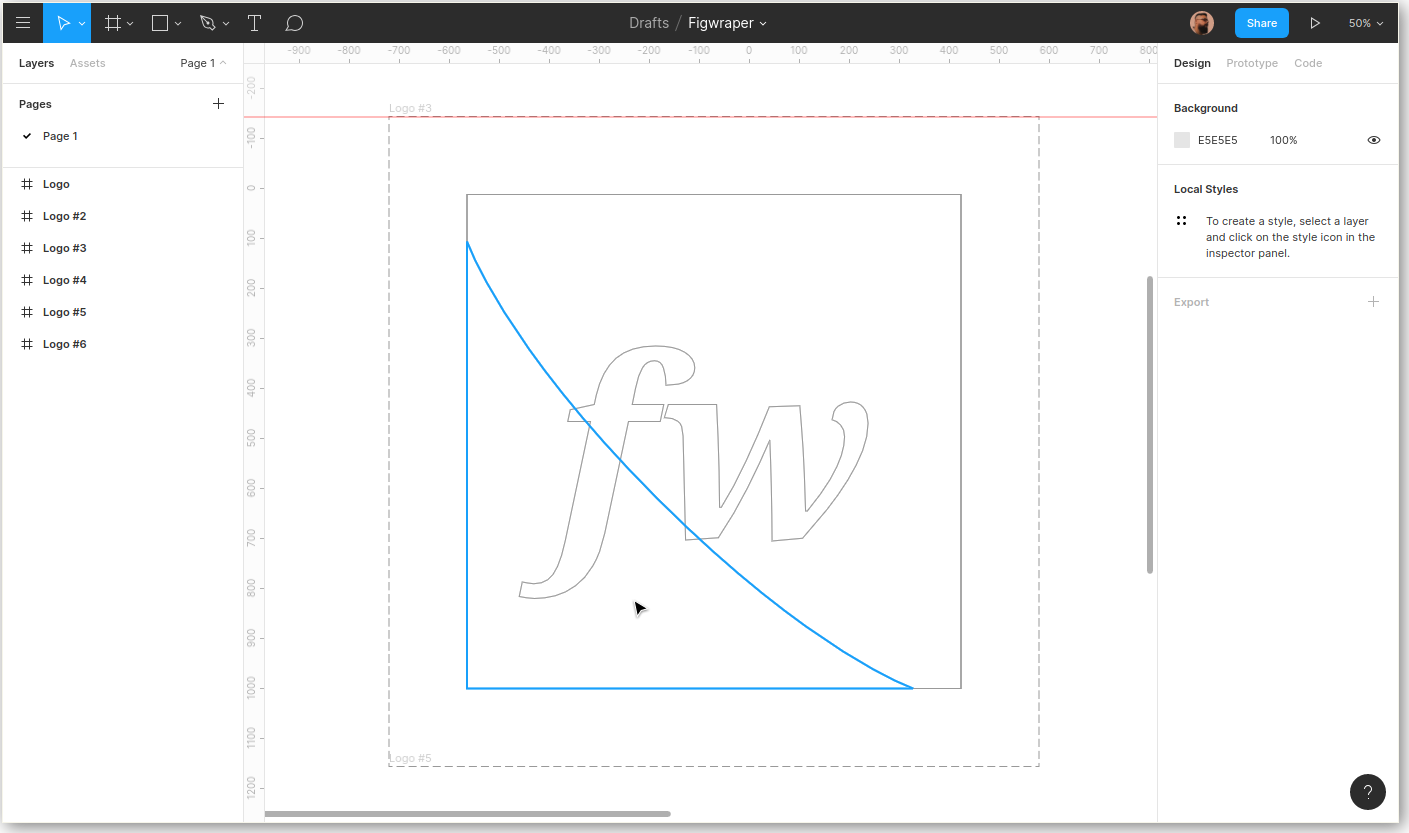 Drafts / Figwraper
Share
50%
Layers
Assets
Page 1
Pages
Page 1
Logo
Logo #2
Logo #3
Logo #4
Logo #5
Logo #6
-900 -800 -700 -600 -500 -400 -300 -200 -100 0 100 200 300 400 500 600 700 800
-200
-100
0
100
200
300
400
500
600
700
800
900
1000
1100
1200
Logo #3
fw
Logo #5
Design
Prototype
Code
Background
E5E5E5
100%
Local Styles
To create a style, select a layer
and click on the style icon in the
inspector panel.
Export
?